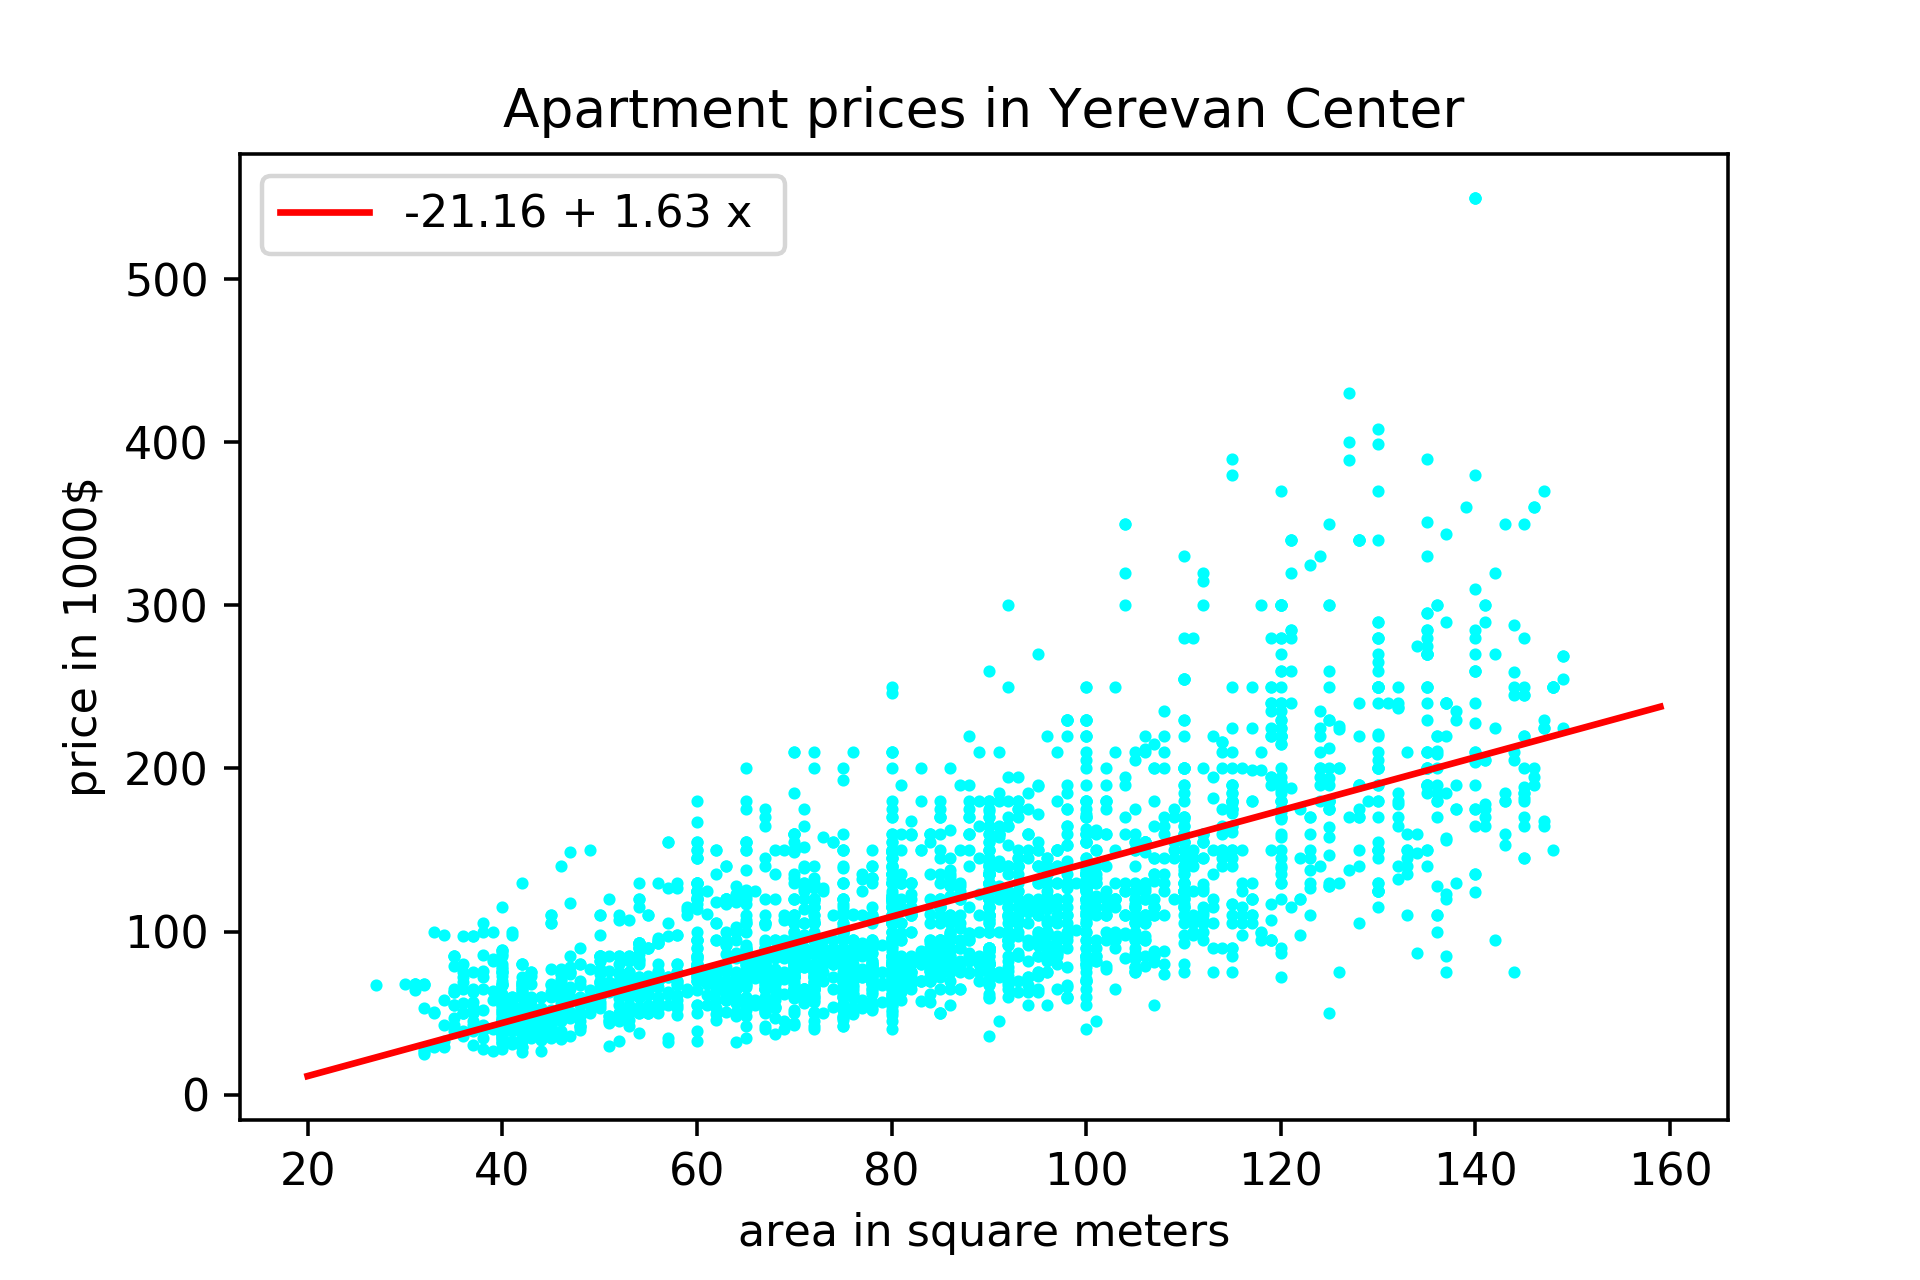 Apartment prices in Yerevan Center
-21.16 + 1.63 x
price in 1000$
500
400
300
200
100
0
20 40 60 80 100 120 140 160
area in square meters